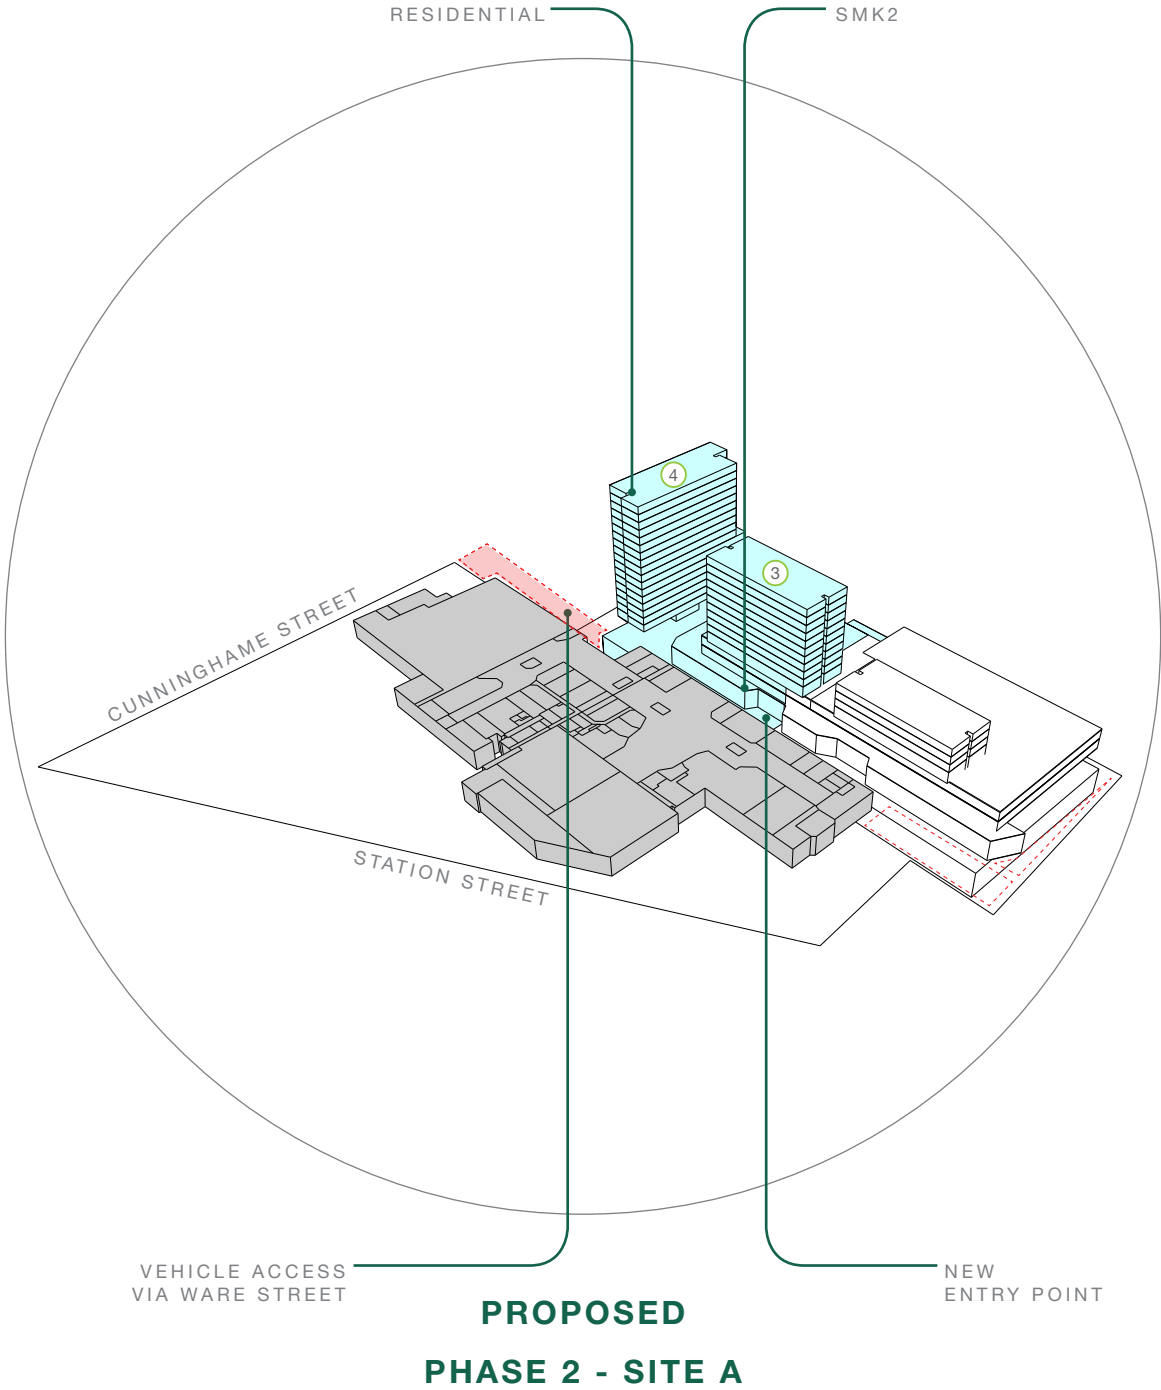 RESIDENTIAL
SMK2
4
3
CUNNINGHAME STREET
STATION STREET
VEHICLE ACCESS
VIA WARE STREET
NEW
ENTRY POINT
PROPOSED
PHASE 2 - SITE A